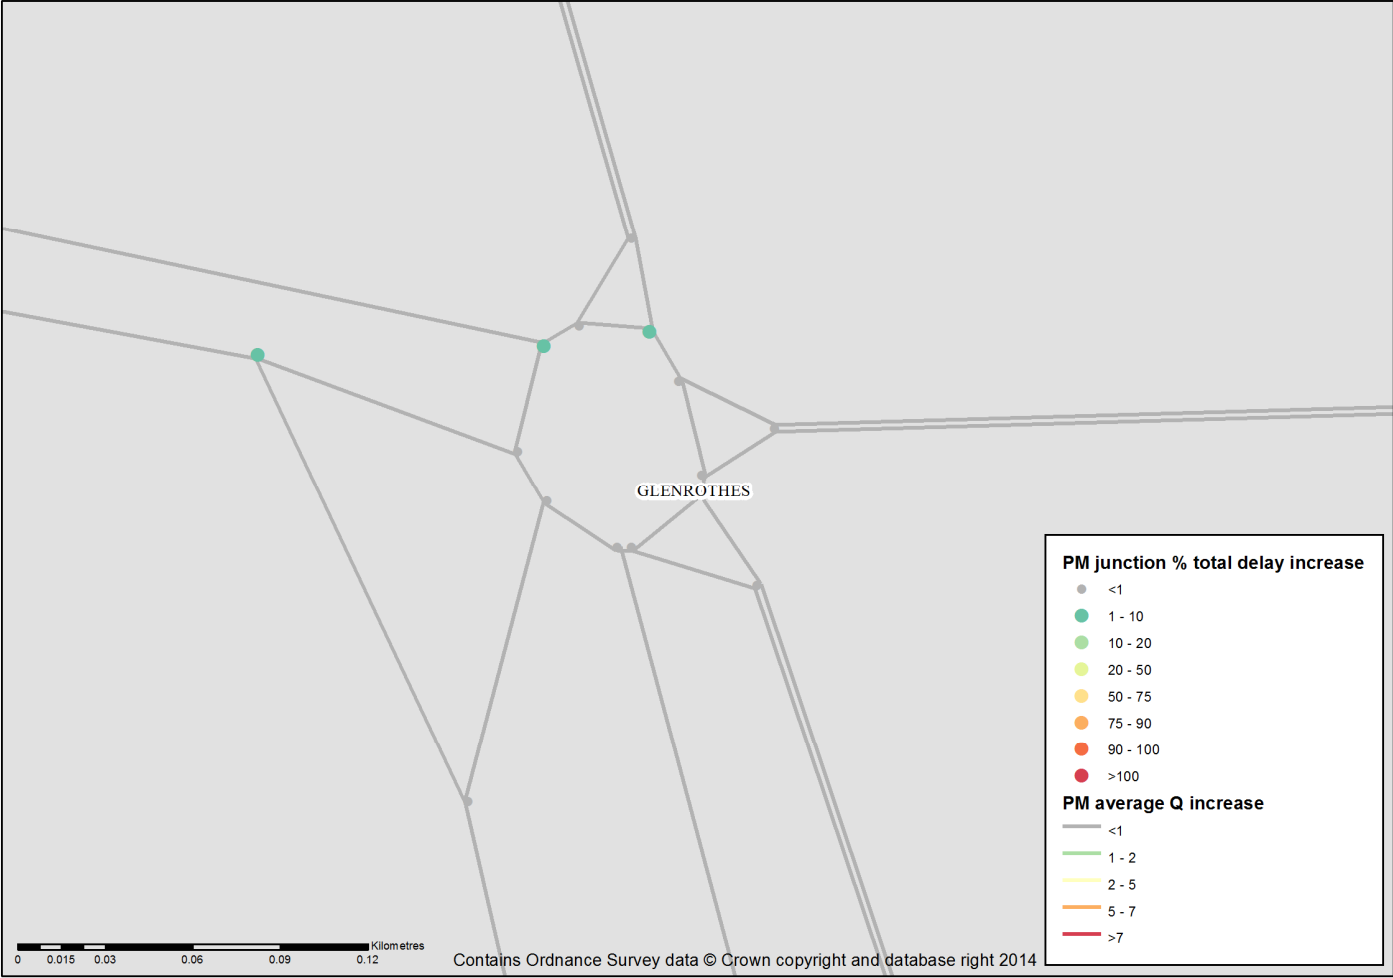 GLENROTHES
PM junction % total delay increase
<1
1 - 10
10 - 20
20 - 50
50 - 75
75 - 90
90 - 100
>100
PM average Q increase
<1
1 - 2
2 - 5
5 - 7
>7
Kilometres
0 0.015 0.03 0.06 0.09 0.12
Contains Ordnance Survey data © Crown copyright and database right 2014